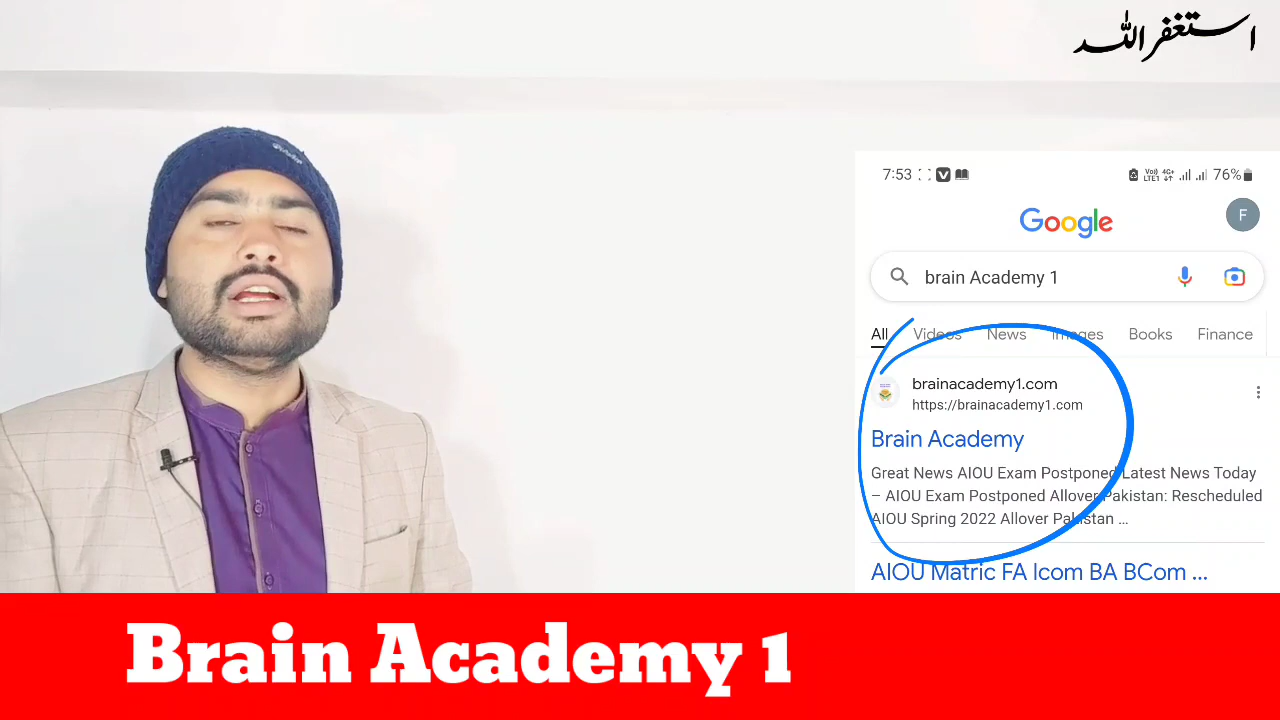 استغفر اللہ
7:53
76%
Google
F
brain Academy 1
All Videos News Images Books Finance
brainacademy1.com
https://brainacademy1.com
Brain Academy
Great News AIOU Exam Postponed Latest News Today
– AIOU Exam Postponed Allover Pakistan: Rescheduled
AIOU Spring 2022 Allover Pakistan ...
AIOU Matric FA Icom BA BCom ...
Brain Academy 1